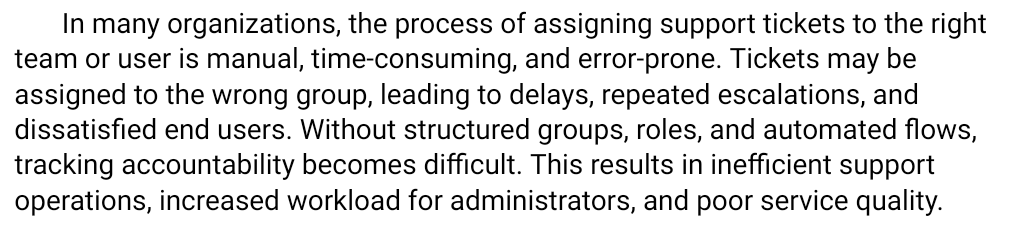 In many organizations, the process of assigning support tickets to the right
team or user is manual, time-consuming, and error-prone. Tickets may be
assigned to the wrong group, leading to delays, repeated escalations, and
dissatisfied end users. Without structured groups, roles, and automated flows,
tracking accountability becomes difficult. This results in inefficient support
operations, increased workload for administrators, and poor service quality.